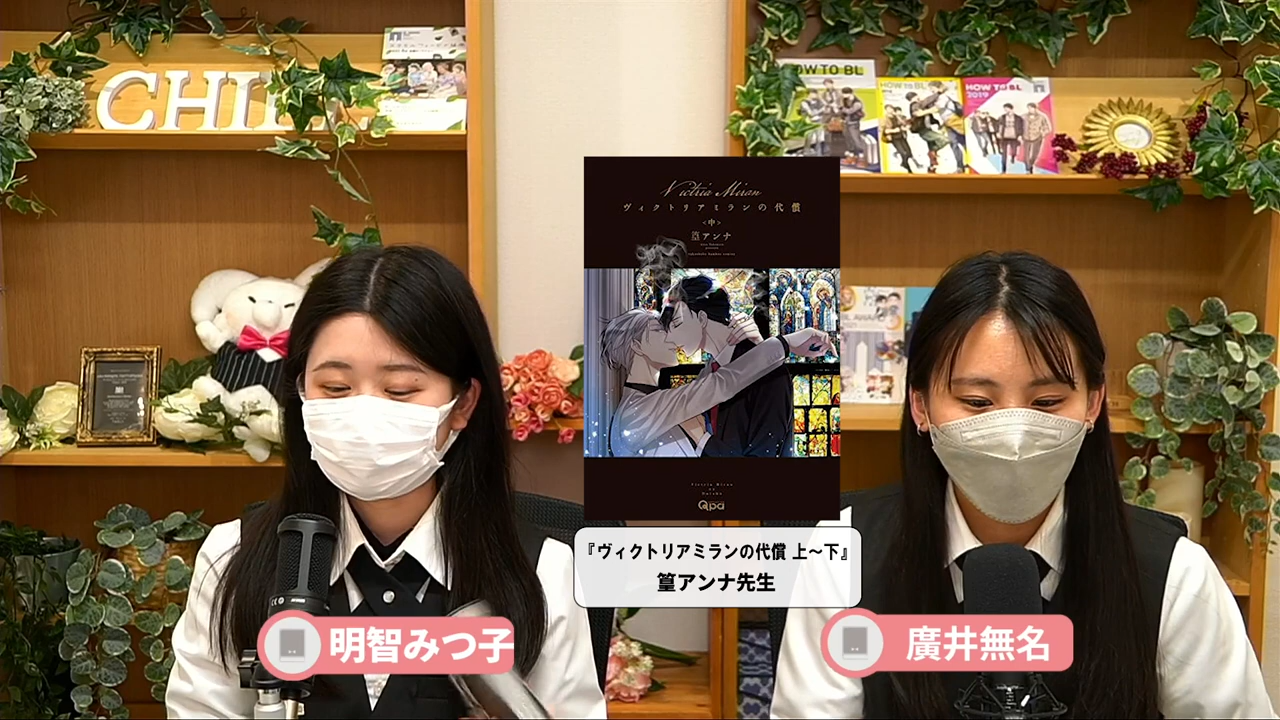 CHIL
HOW TO BL
HOW to BL
HOW TO BL
2019
Victria Miran
ヴィクトリアミランの代償
<中>
篁アンナ
Qpa
『ヴィクトリアミランの代償 上〜下』
篁アンナ先生
明智みつ子
廣井無名